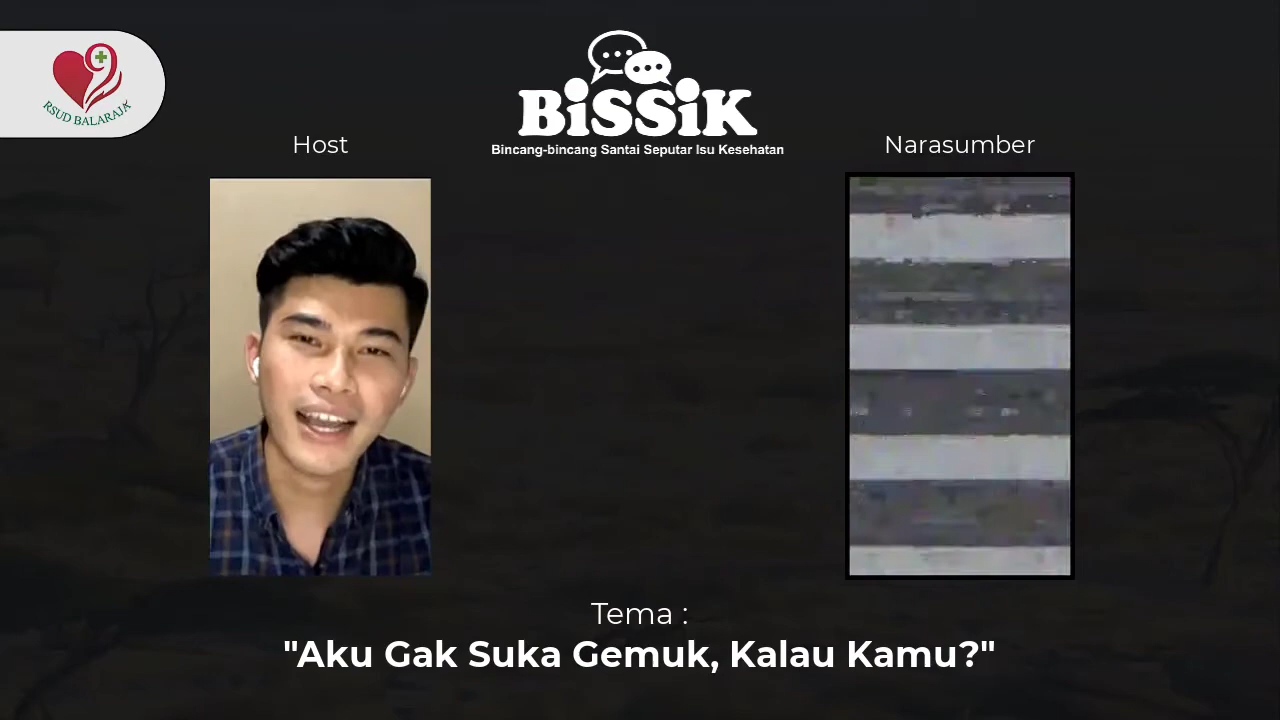 RSUD BALARAJA
BiSSiK
Bincang-bincang Santai Seputar Isu Kesehatan
Host
Narasumber
Tema :
"Aku Gak Suka Gemuk, Kalau Kamu?"